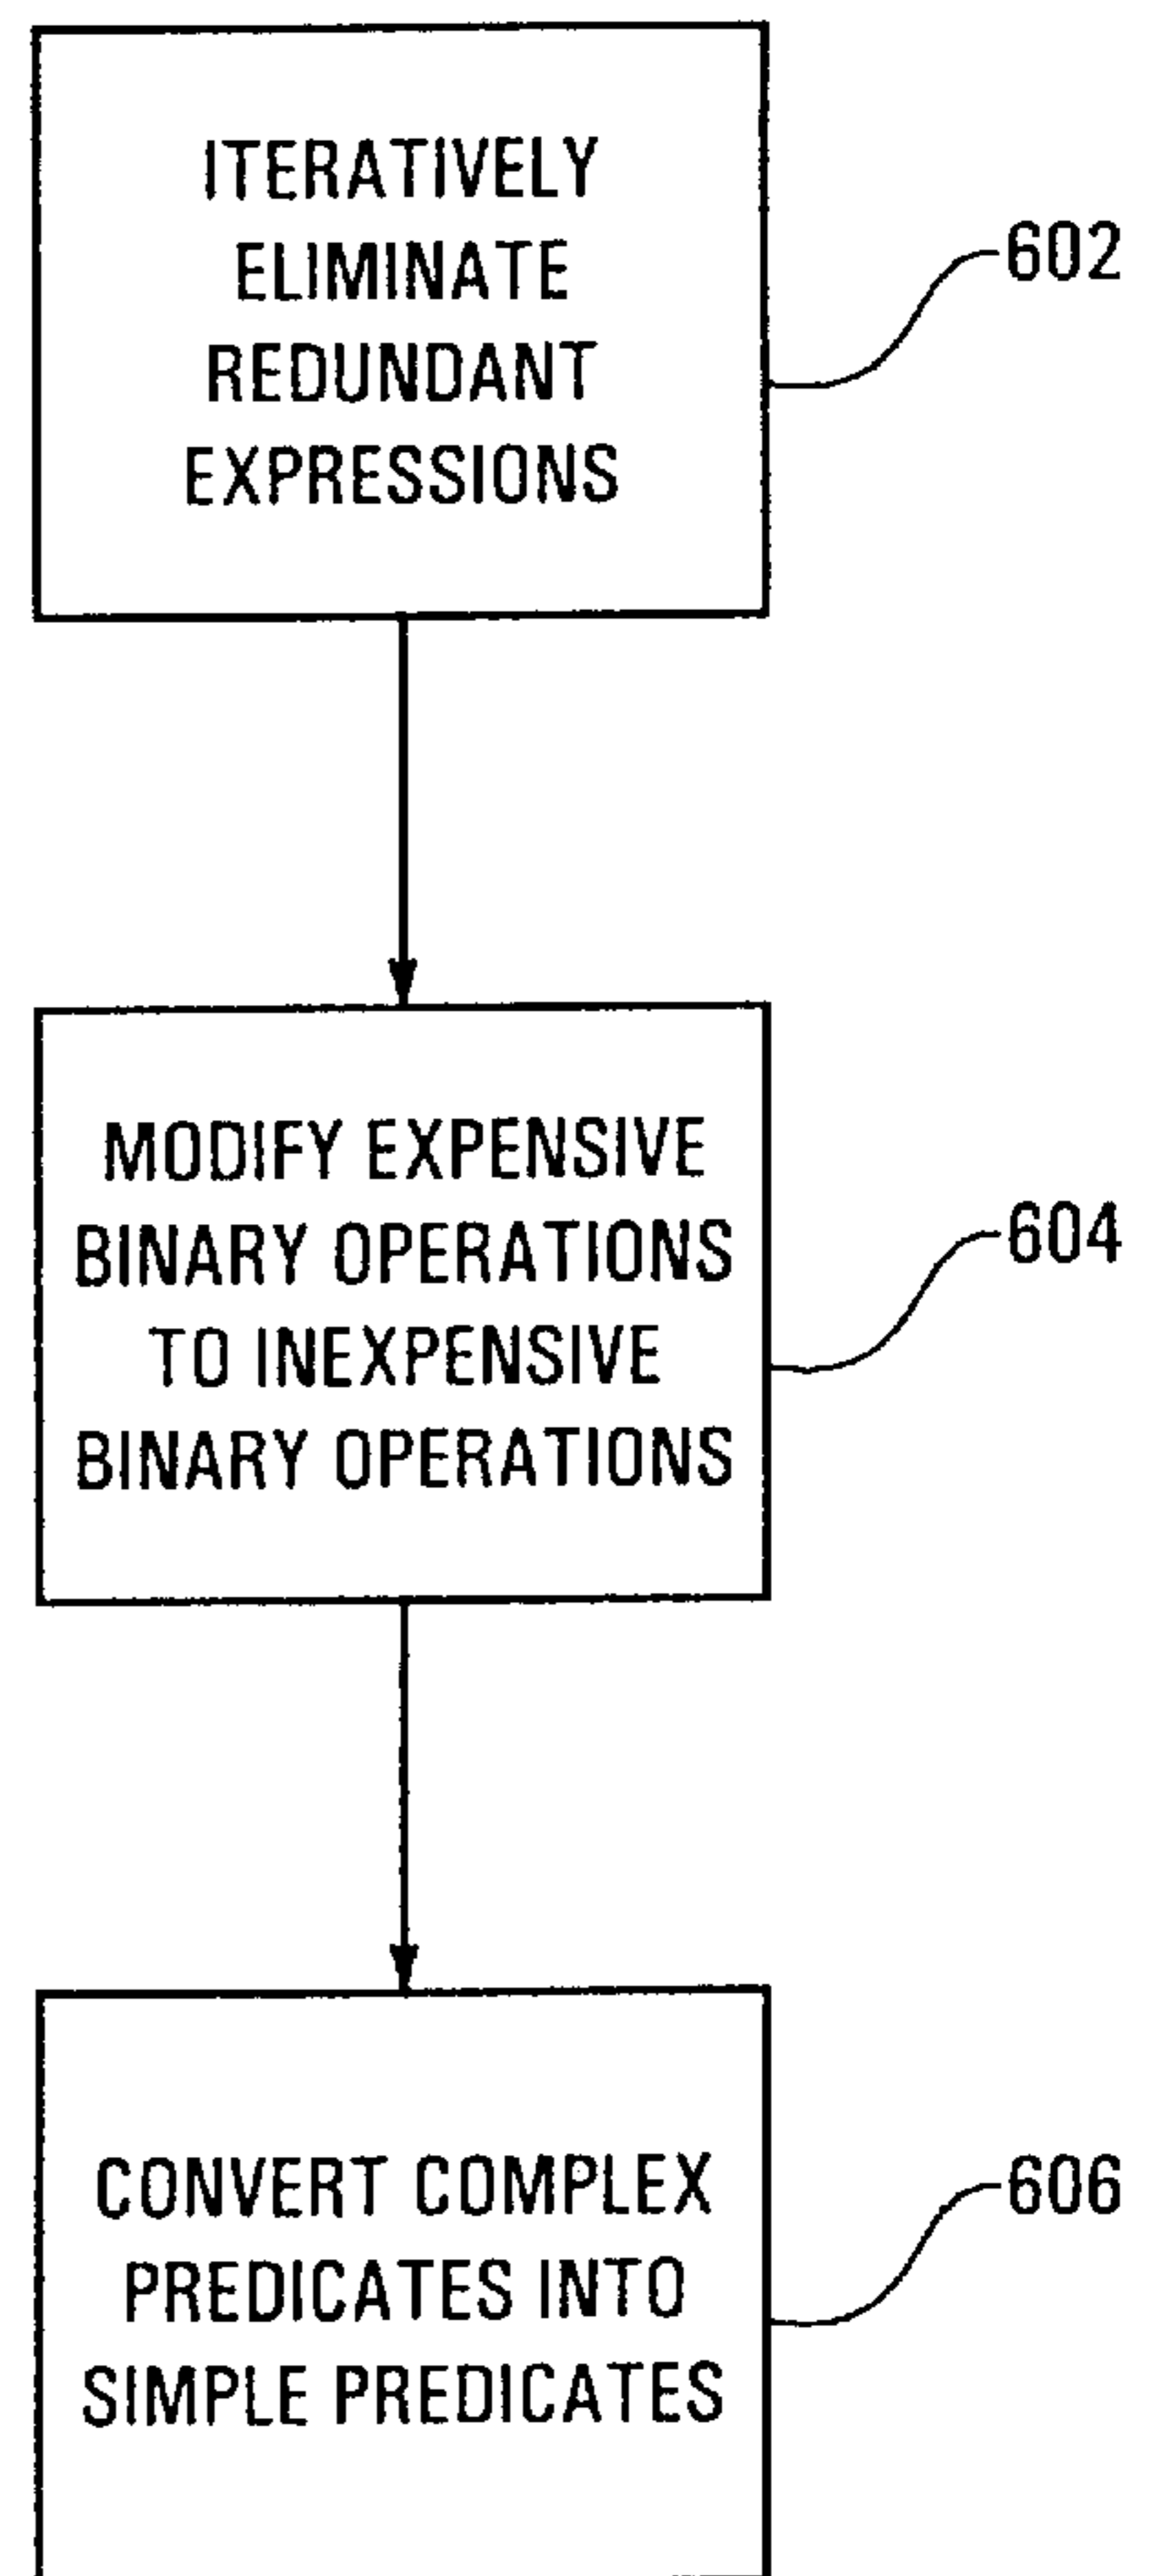 ITERATIVELY
ELIMINATE
REDUNDANT
EXPRESSIONS
602
MODIFY EXPENSIVE
BINARY OPERATIONS
TO INEXPENSIVE
BINARY OPERATIONS
604
CONVERT COMPLEX
PREDICATES INTO
SIMPLE PREDICATES
606